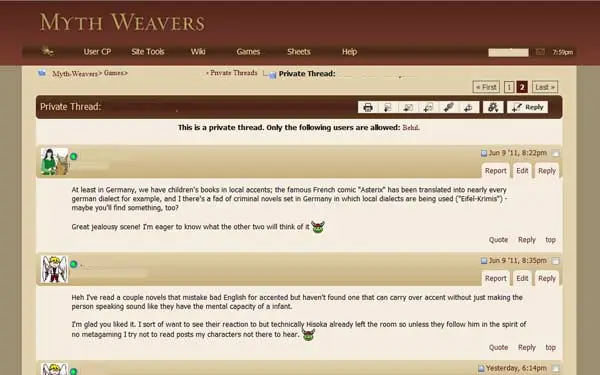 MYTH WEAVERS
User CP Site Tools Wiki Games Sheets Help 7:59pm
Myth-Weavers> Games> › Private Threads Private Thread:
< First 1 2 Last »
Private Thread: Reply
This is a private thread. Only the following users are allowed: Behil.
Jun 9 '11, 8:22pm
Report Edit Reply
At least in Germany, we have children's books in local accents; the famous French comic "Asterix" has been translated into nearly every
german dialect for example, and I there's a fad of criminal novels set in Germany in which local dialects are being used ("Eifel-Krimis") -
maybe you'll find something, too?
Great jealousy scene! I'm eager to know what the other two will think of it
Quote Reply top
Jun 9 '11, 8:35pm
Report Edit Reply
Heh I've read a couple novels that mistake bad English for accented but haven't found one that can carry over accent without just making the
person speaking sound like they have the mental capacity of a infant.
I'm glad you liked it. I sort of want to see their reaction to but technically Hisoka already left the room so unless they follow him in the spirit of
no metagaming I try not to read posts my characters not there to hear.
Quote Reply top
Yesterday, 6:14pm